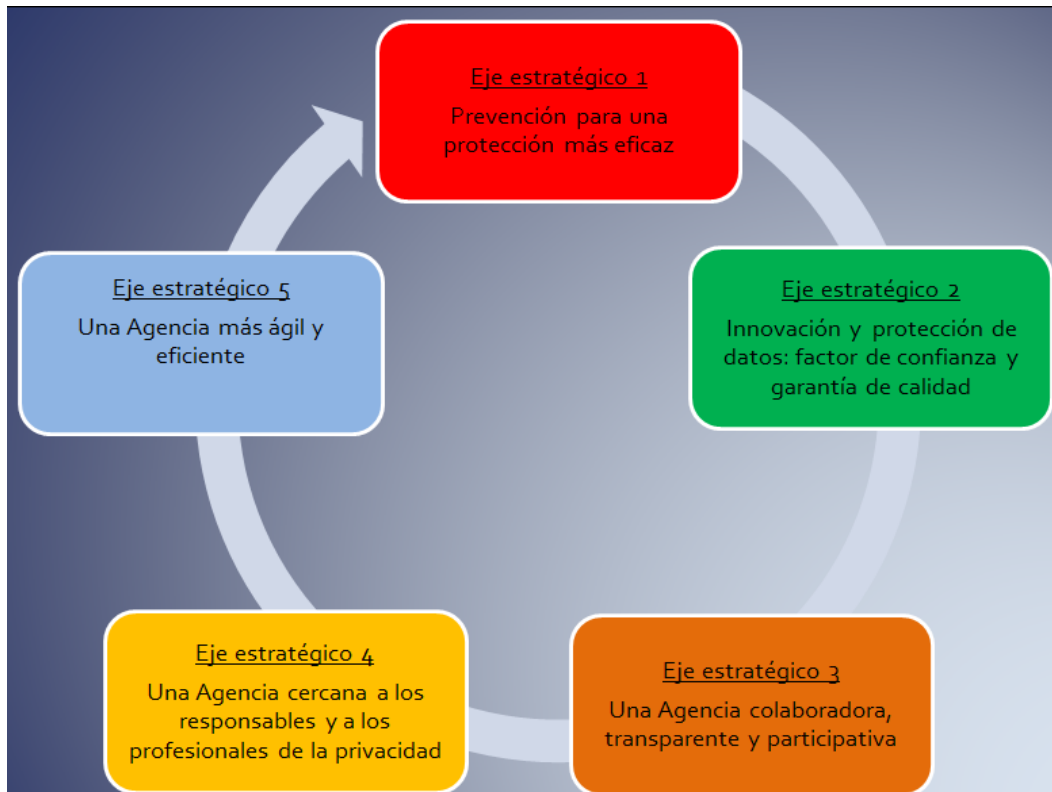 Eje estratégico 1
Prevención para una
protección más eficaz
Eje estratégico 2
Innovación y protección de
datos: factor de confianza y
garantía de calidad
Eje estratégico 3
Una Agencia colaboradora,
transparente y participativa
Eje estratégico 4
Una Agencia cercana a los
responsables y a los
profesionales de la privacidad
Eje estratégico 5
Una Agencia más ágil y
eficiente